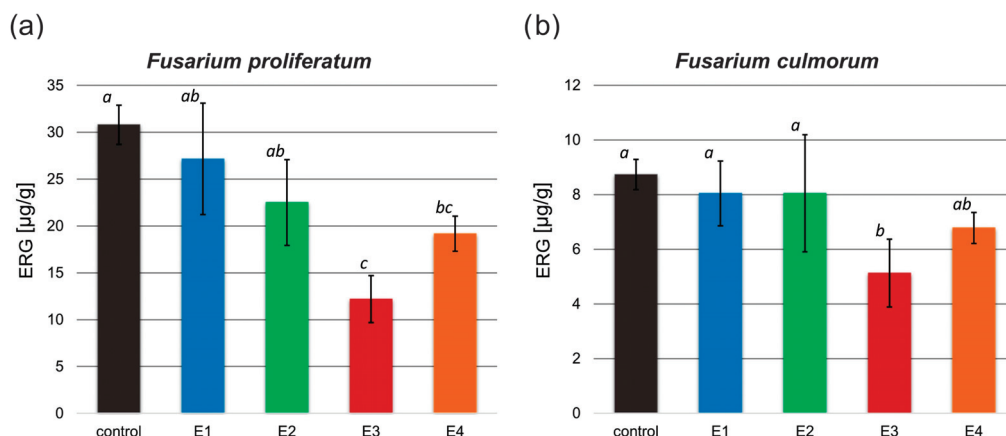 (a)
Fusarium proliferatum
ERG [µg/g]
35
30
25
20
15
10
5
0
a
ab
ab
c
bc
control E1 E2 E3 E4
(b)
Fusarium culmorum
ERG [µg/g]
12
10
8
6
4
2
0
a
a
a
b
ab
control E1 E2 E3 E4